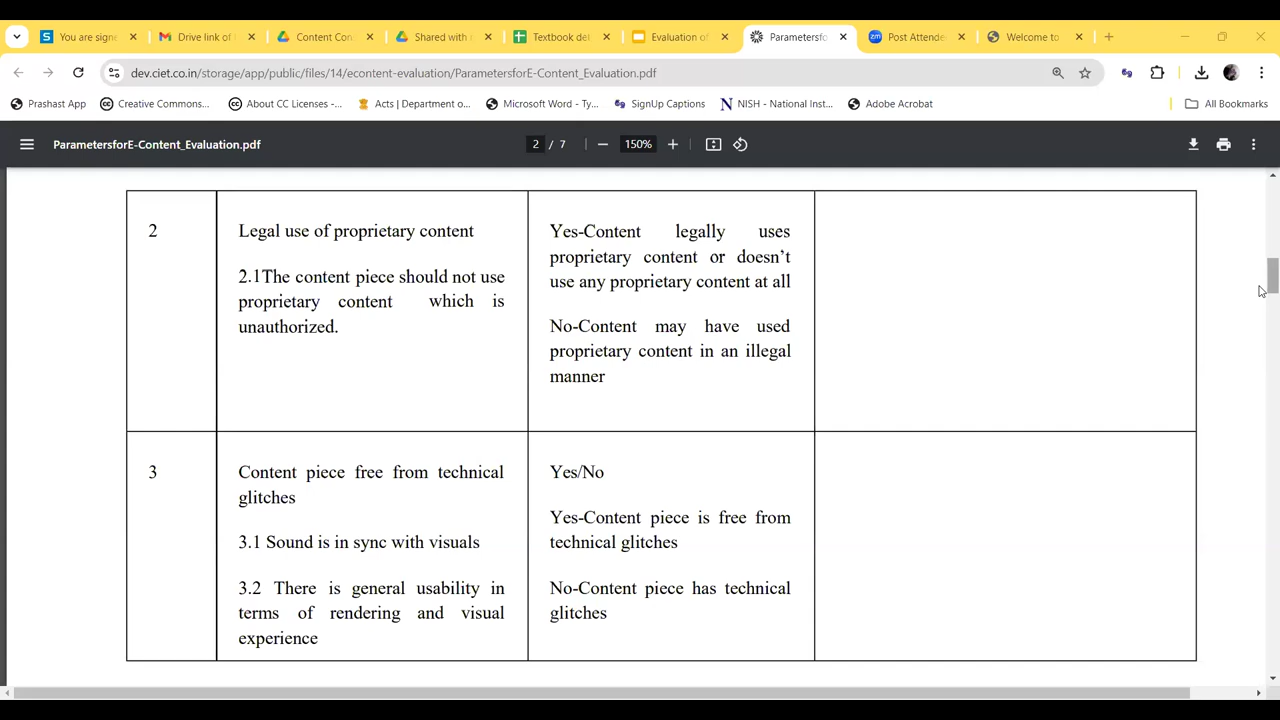 You are signe
Drive link of
Content Con
Shared with
Textbook del
Evaluation of
Parametersfo
zm
Post Attende
Welcome to
dev.ciet.co.in/storage/app/public/files/14/econtent-evaluation/ParametersforE-Content_Evaluation.pdf
Prashast App
Creative Commons...
About CC Licenses -...
Acts | Department o...
Microsoft Word - Ty...
SignUp Captions
NISH - National Inst...
Adobe Acrobat
All Bookmarks
ParametersforE-Content_Evaluation.pdf
2 / 7
150%
2
Legal use of proprietary content
2.1The content piece should not use
proprietary content which is
unauthorized.
Yes-Content legally uses
proprietary content or doesn't
use any proprietary content at all
No-Content may have used
proprietary content in an illegal
manner
3
Content piece free from technical
glitches
3.1 Sound is in sync with visuals
3.2 There is general usability in
terms of rendering and visual
experience
Yes/No
Yes-Content piece is free from
technical glitches
No-Content piece has technical
glitches